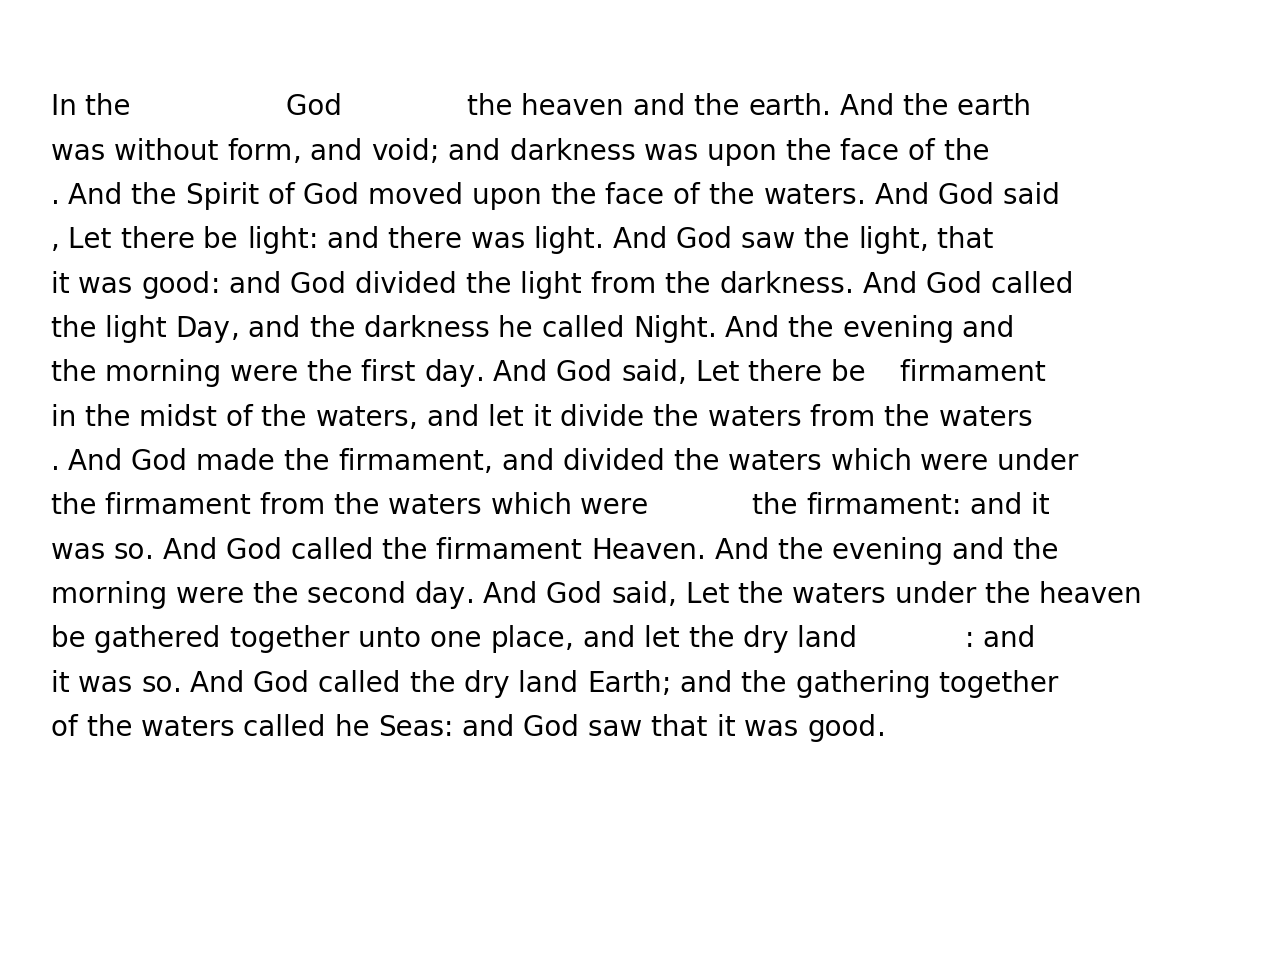 In the God the heaven and the earth. And the earth
was without form, and void; and darkness was upon the face of the
. And the Spirit of God moved upon the face of the waters. And God said
, Let there be light: and there was light. And God saw the light, that
it was good: and God divided the light from the darkness. And God called
the light Day, and the darkness he called Night. And the evening and
the morning were the first day. And God said, Let there be firmament
in the midst of the waters, and let it divide the waters from the waters
. And God made the firmament, and divided the waters which were under
the firmament from the waters which were the firmament: and it
was so. And God called the firmament Heaven. And the evening and the
morning were the second day. And God said, Let the waters under the heaven
be gathered together unto one place, and let the dry land : and
it was so. And God called the dry land Earth; and the gathering together
of the waters called he Seas: and God saw that it was good.